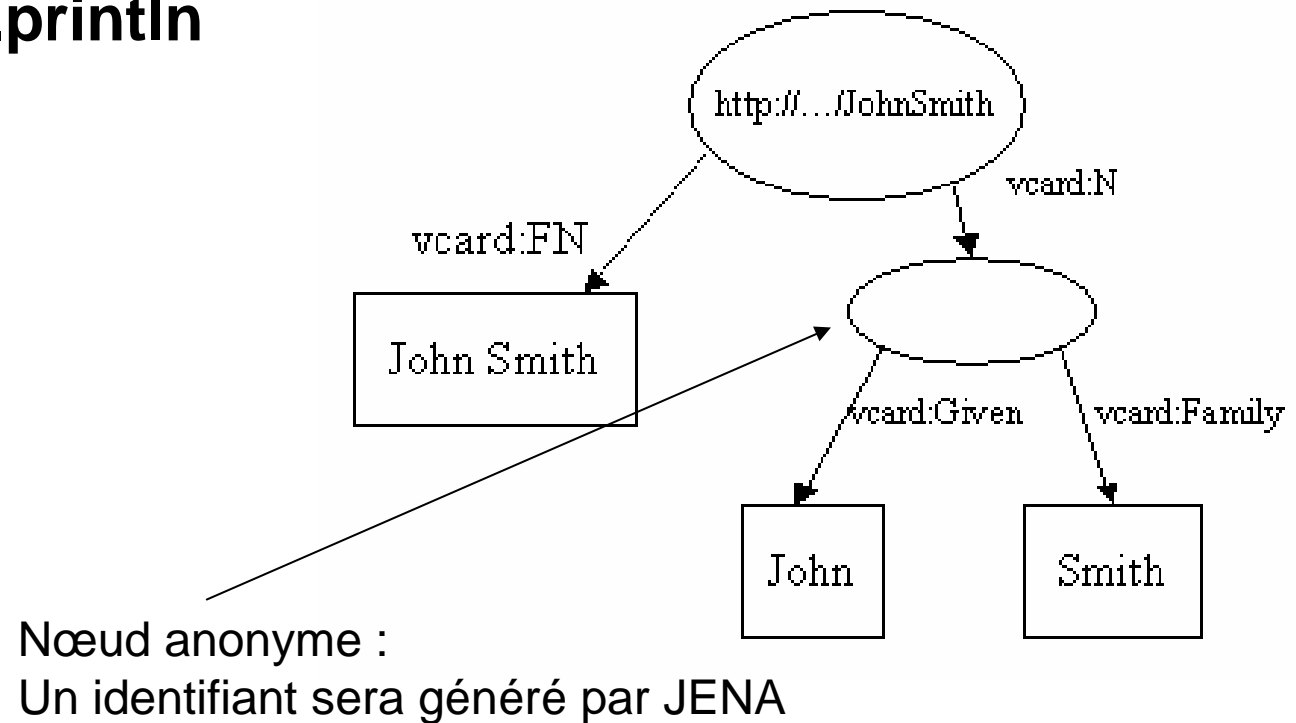 .println
http://.../JohnSmith
vcard:N
vcard:FN
John Smith
vcard:Given
vcard:Family
John
Smith
Nœud anonyme :
Un identifiant sera généré par JENA